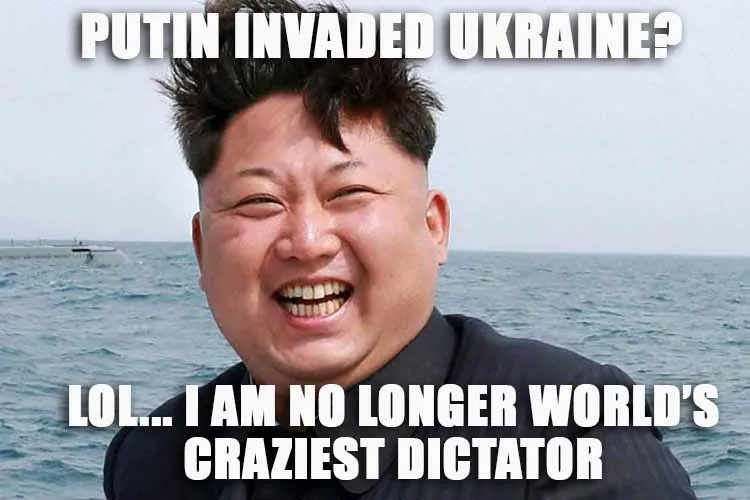 PUTIN INVADED UKRAINE?
LOL... I AM NO LONGER WORLD'S
CRAZIEST DICTATOR